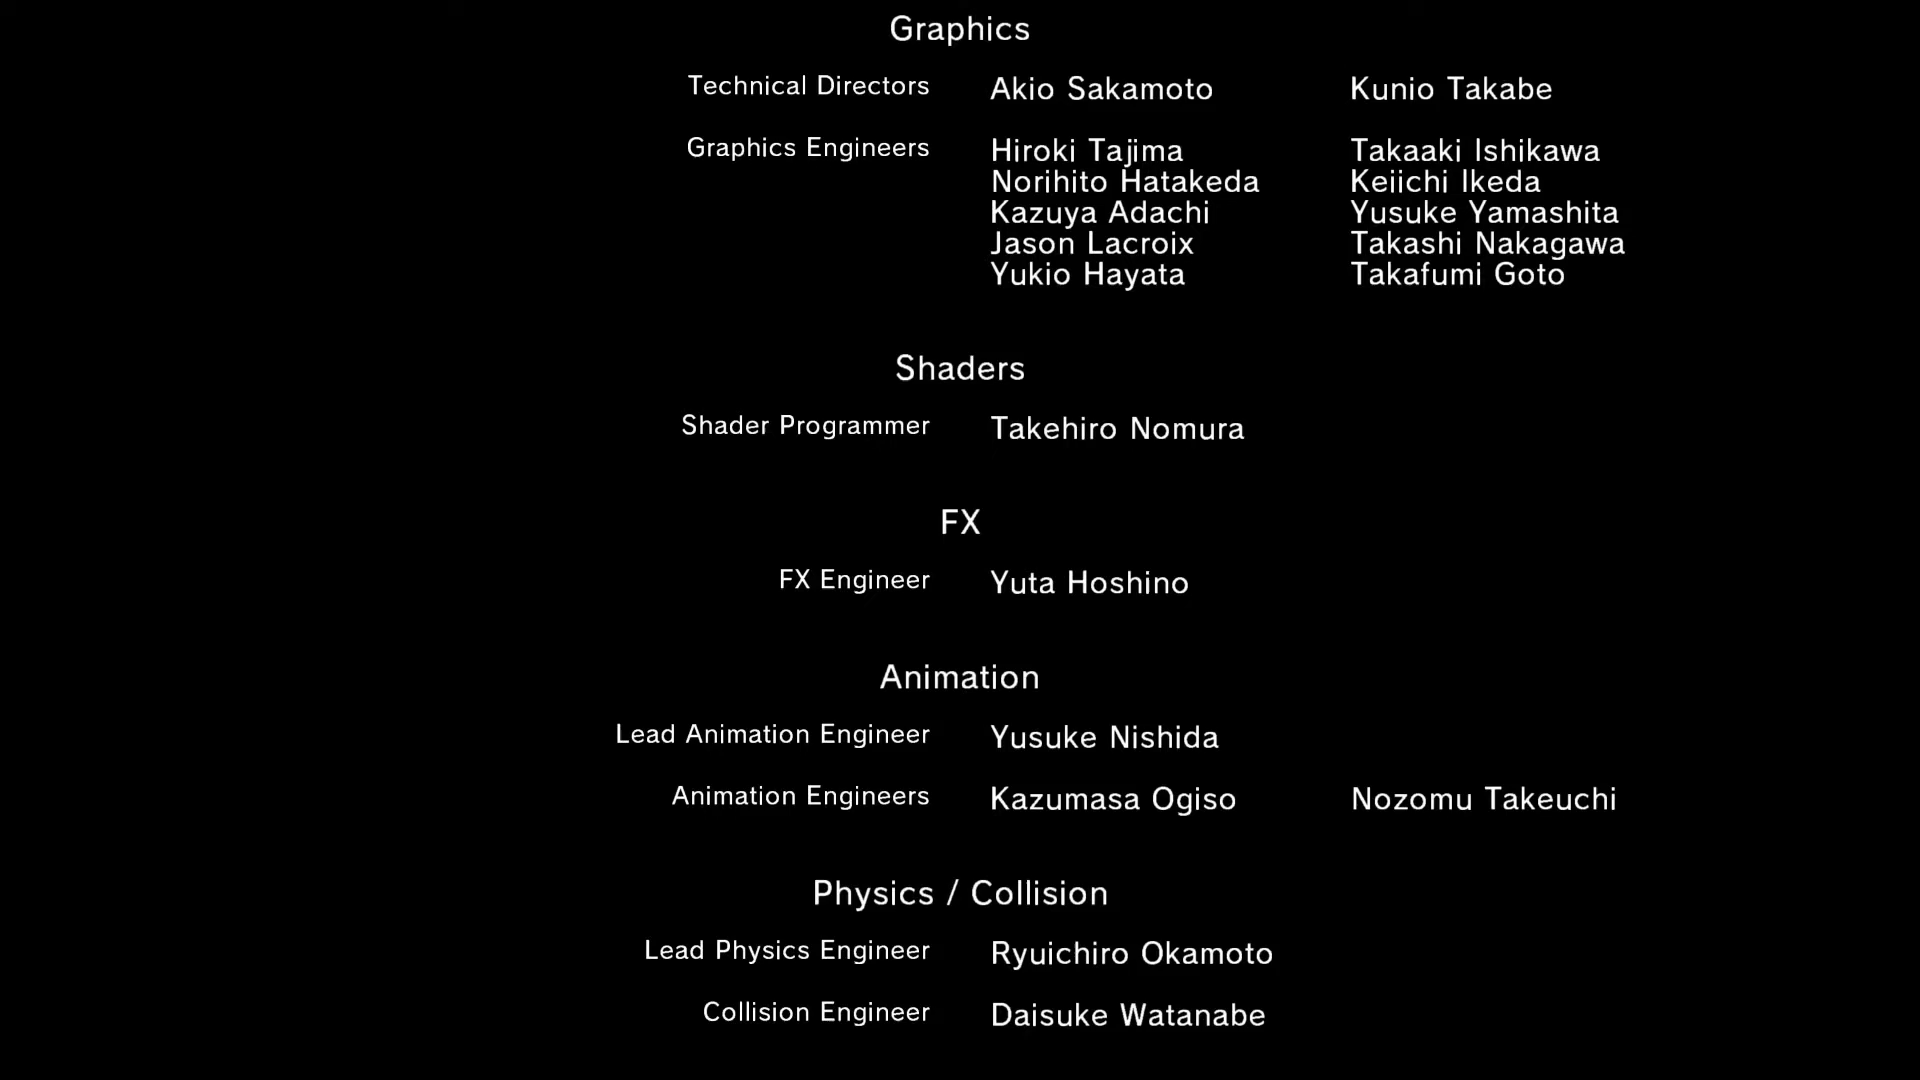 Graphics
Technical Directors Akio Sakamoto Kunio Takabe
Graphics Engineers Hiroki Tajima Takaaki Ishikawa
Norihito Hatakeda Keiichi Ikeda
Kazuya Adachi Yusuke Yamashita
Jason Lacroix Takashi Nakagawa
Yukio Hayata Takafumi Goto
Shaders
Shader Programmer Takehiro Nomura
FX
FX Engineer Yuta Hoshino
Animation
Lead Animation Engineer Yusuke Nishida
Animation Engineers Kazumasa Ogiso Nozomu Takeuchi
Physics / Collision
Lead Physics Engineer Ryuichiro Okamoto
Collision Engineer Daisuke Watanabe